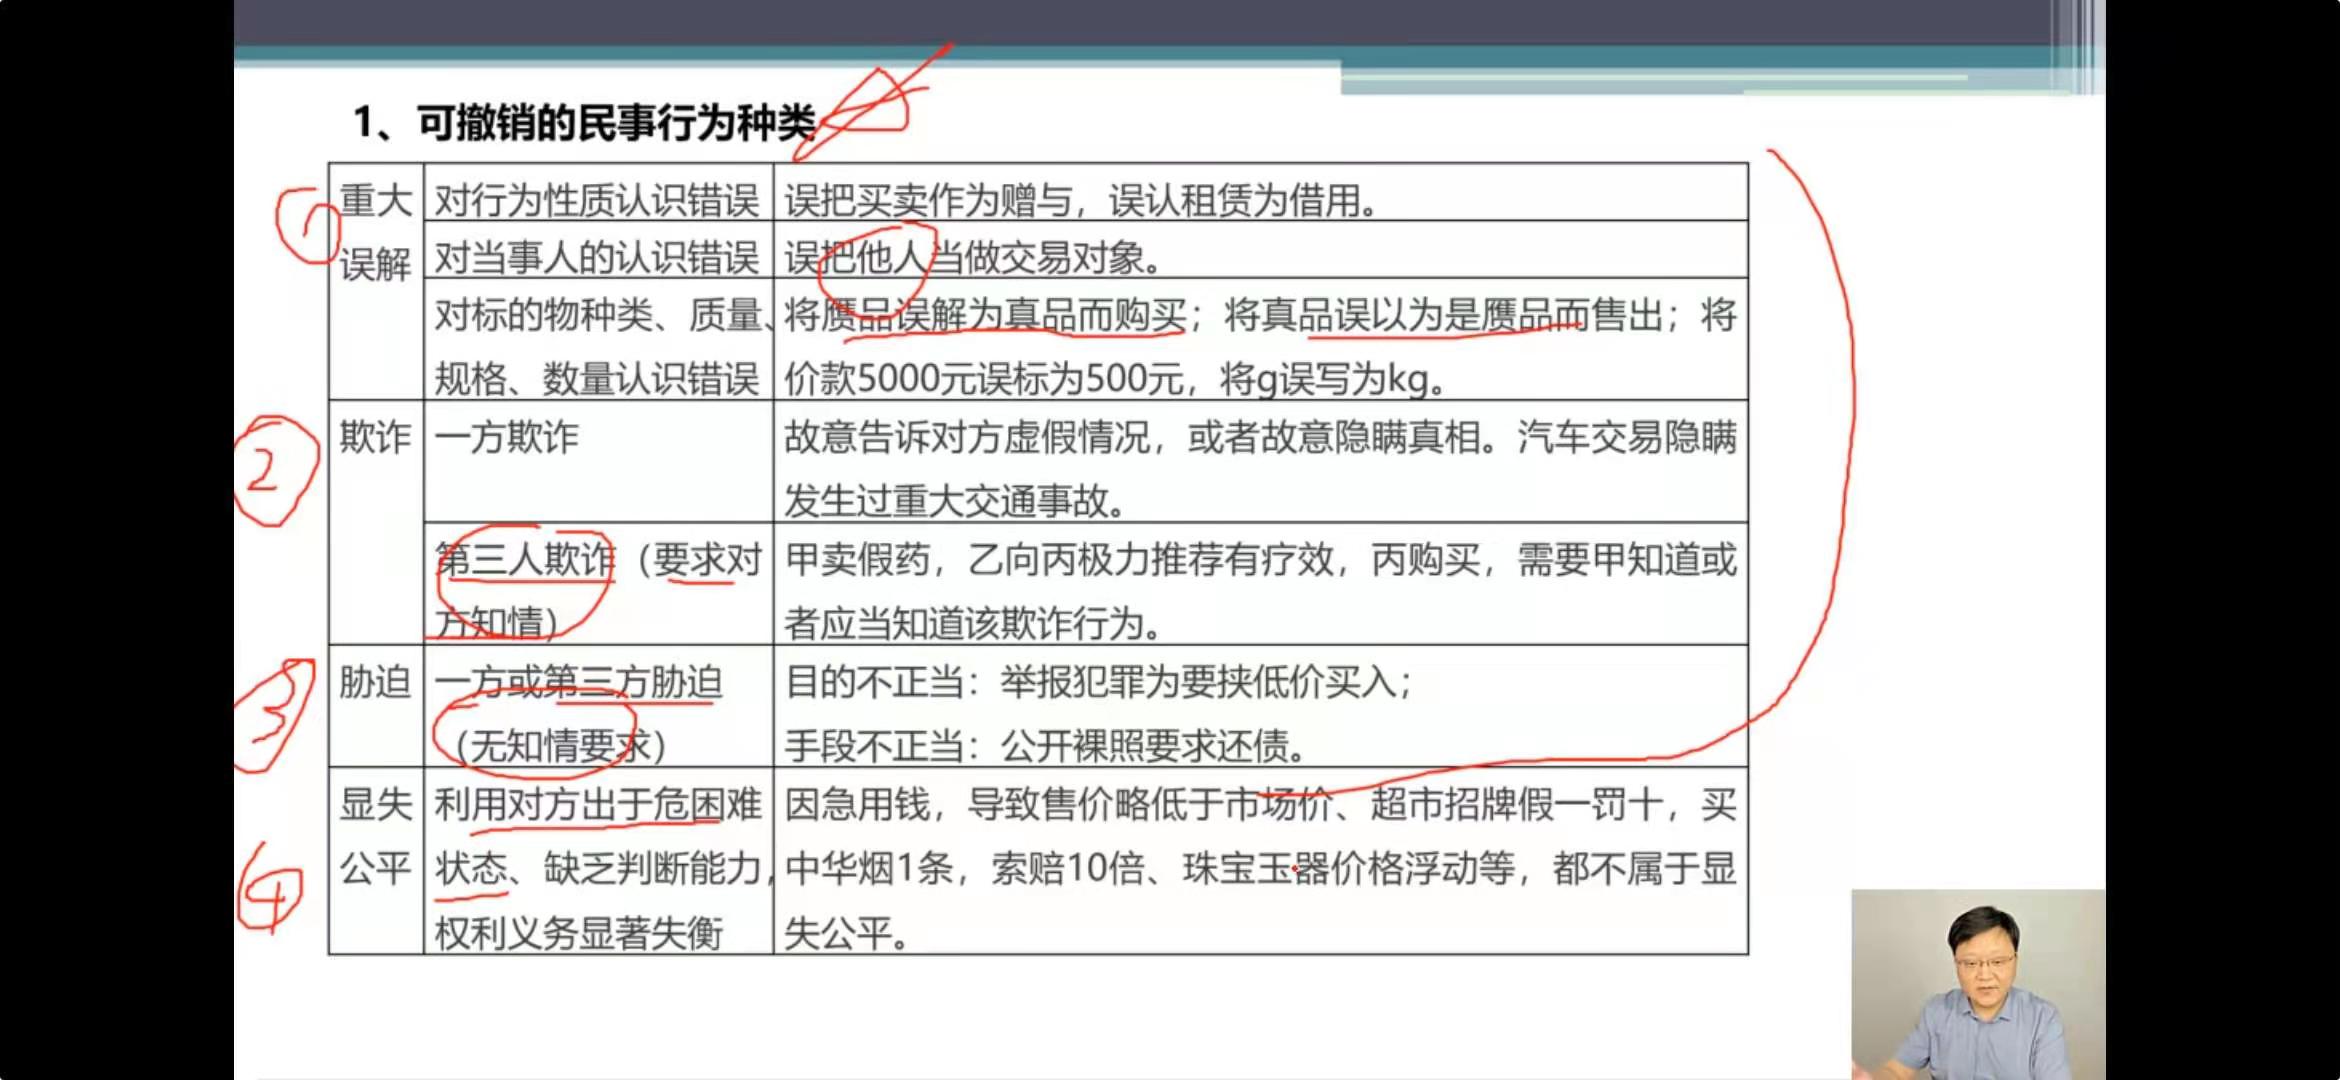 1、可撤销的民事行为种类
重大
误解
对行为性质认识错误
误把买卖作为赠与，误认租赁为借用。
对当事人的认识错误
误把他人当做交易对象。
对标的物种类、质量、
规格、数量认识错误
将赝品误解为真品而购买；将真品误以为是赝品而售出；将
价款5000元误标为500元，将g误写为kg。
欺诈
一方欺诈
故意告诉对方虚假情况，或者故意隐瞒真相。汽车交易隐瞒
发生过重大交通事故。
第三人欺诈（要求对
方知情）
甲卖假药，乙向丙极力推荐有疗效，丙购买，需要甲知道或
者应当知道该欺诈行为。
胁迫
一方或第三方胁迫
（无知情要求）
目的不正当：举报犯罪为要挟低价买入；
手段不正当：公开裸照要求还债。
显失
公平
利用对方出于危困难
状态、缺乏判断能力，
权利义务显著失衡
因急用钱，导致售价略低于市场价、超市招牌假一罚十，买
中华烟1条，索赔10倍、珠宝玉器价格浮动等，都不属于显
失公平。
1
2
3
4